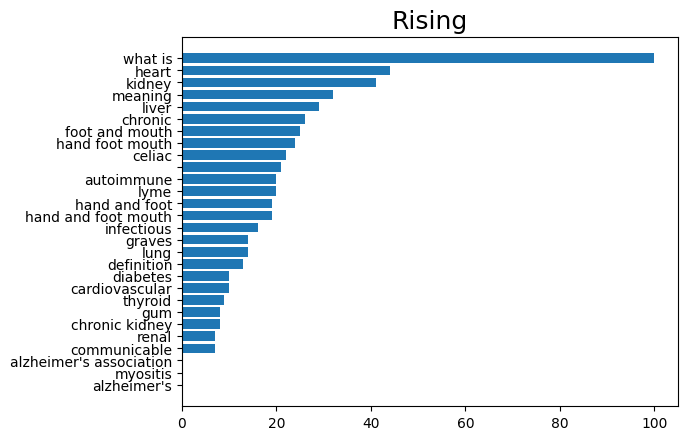 Rising
what is
heart
kidney
meaning
liver
chronic
foot and mouth
hand foot mouth
celiac
autoimmune
lyme
hand and foot
hand and foot mouth
infectious
graves
lung
definition
diabetes
cardiovascular
thyroid
gum
chronic kidney
renal
communicable
alzheimer's association
myositis
alzheimer's
0 20 40 60 80 100